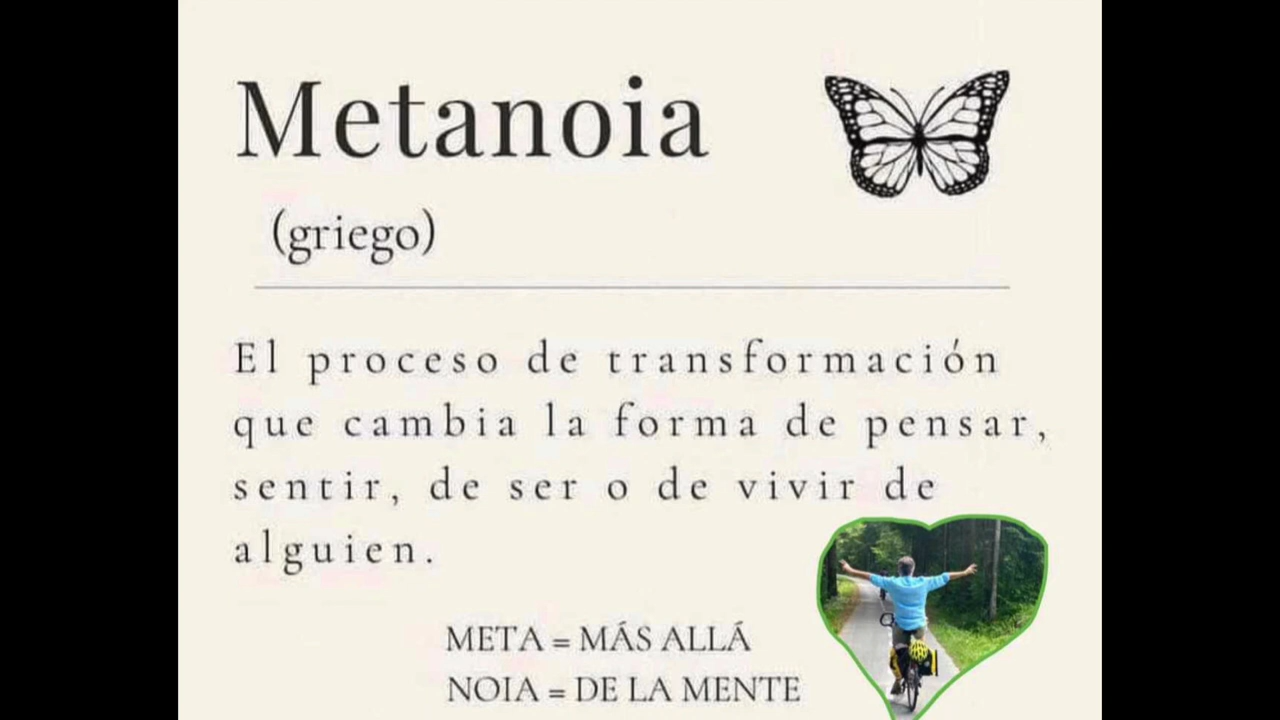 Metanoia
(griego)
El proceso de transformación
que cambia la forma de pensar,
sentir, de ser o de vivir de
alguien.
META = MÁS ALLÁ
NOIA = DE LA MENTE